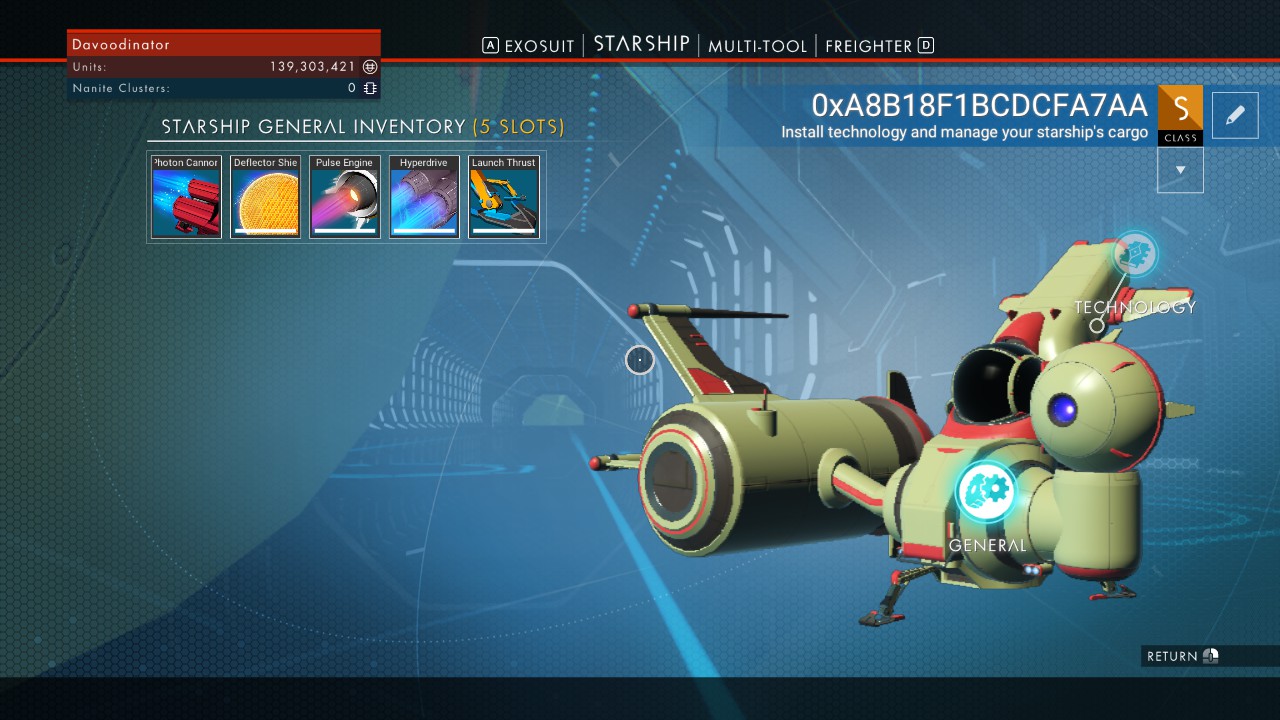 Davoodinator
Units: 139,303,421
Nanite Clusters: 0
A EXOSUIT STARSHIP MULTI-TOOL FREIGHTER D
0xA8B18F1BCDCFA7AA
Install technology and manage your starship's cargo
S
CLASS
STARSHIP GENERAL INVENTORY (5 SLOTS)
Photon Cannor Deflector Shie Pulse Engine Hyperdrive Launch Thrust
TECHNOLOGY
GENERAL
RETURN